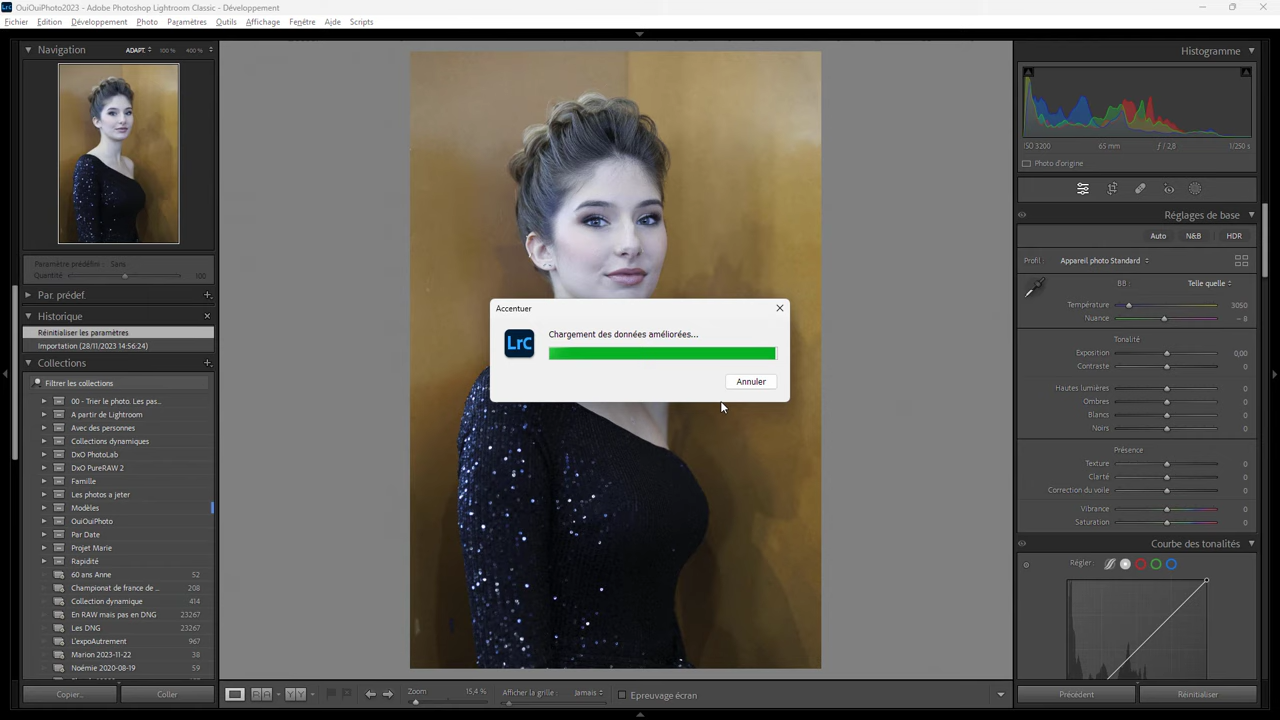 LrC OuiOuiPhoto2023 - Adobe Photoshop Lightroom Classic - Développement
Fichier Edition Développement Photo Paramètres Outils Affichage Fenêtre Aide Scripts
Navigation ADAPT. 100 % 400 %
Paramètre prédéfini : Sans
Quantité 100
Par. prédéf.
Historique
Réinitialiser les paramètres
Importation (28/11/2023 14:56:24)
Collections
Filtrer les collections
00 - Trier le photo. Les pas...
A partir de Lightroom
Avec des personnes
Collections dynamiques
DxO PhotoLab
DxO PureRAW 2
Famille
Les photos a jeter
Modèles
OuiOuiPhoto
Par Date
Projet Marie
Rapidité
60 ans Anne 52
Championat de france de ... 208
Collection dynamique 414
En RAW mais pas en DNG 23267
Les DNG 23267
L'expoAutrement 967
Marion 2023-11-22 38
Noémie 2020-08-19 59
Copier... Coller
Accentuer
LrC
Chargement des données améliorées...
Annuler
Zoom 15,4 % Afficher la grille : Jamais Epreuvage écran
Histogramme
ISO 3200 65 mm ƒ / 2,8 1/250 s
Photo d'origine
Réglages de base
Auto N&B HDR
Profil Appareil photo Standard
BB : Telle quelle
Température 3050
Nuance - 8
Tonalité
Exposition 0,00
Contraste 0
Hautes lumières 0
Ombres 0
Blancs 0
Noirs 0
Présence
Texture 0
Clarté 0
Correction du voile 0
Vibrance 0
Saturation 0
Courbe des tonalités
Régler :
Précédent Réinitialiser